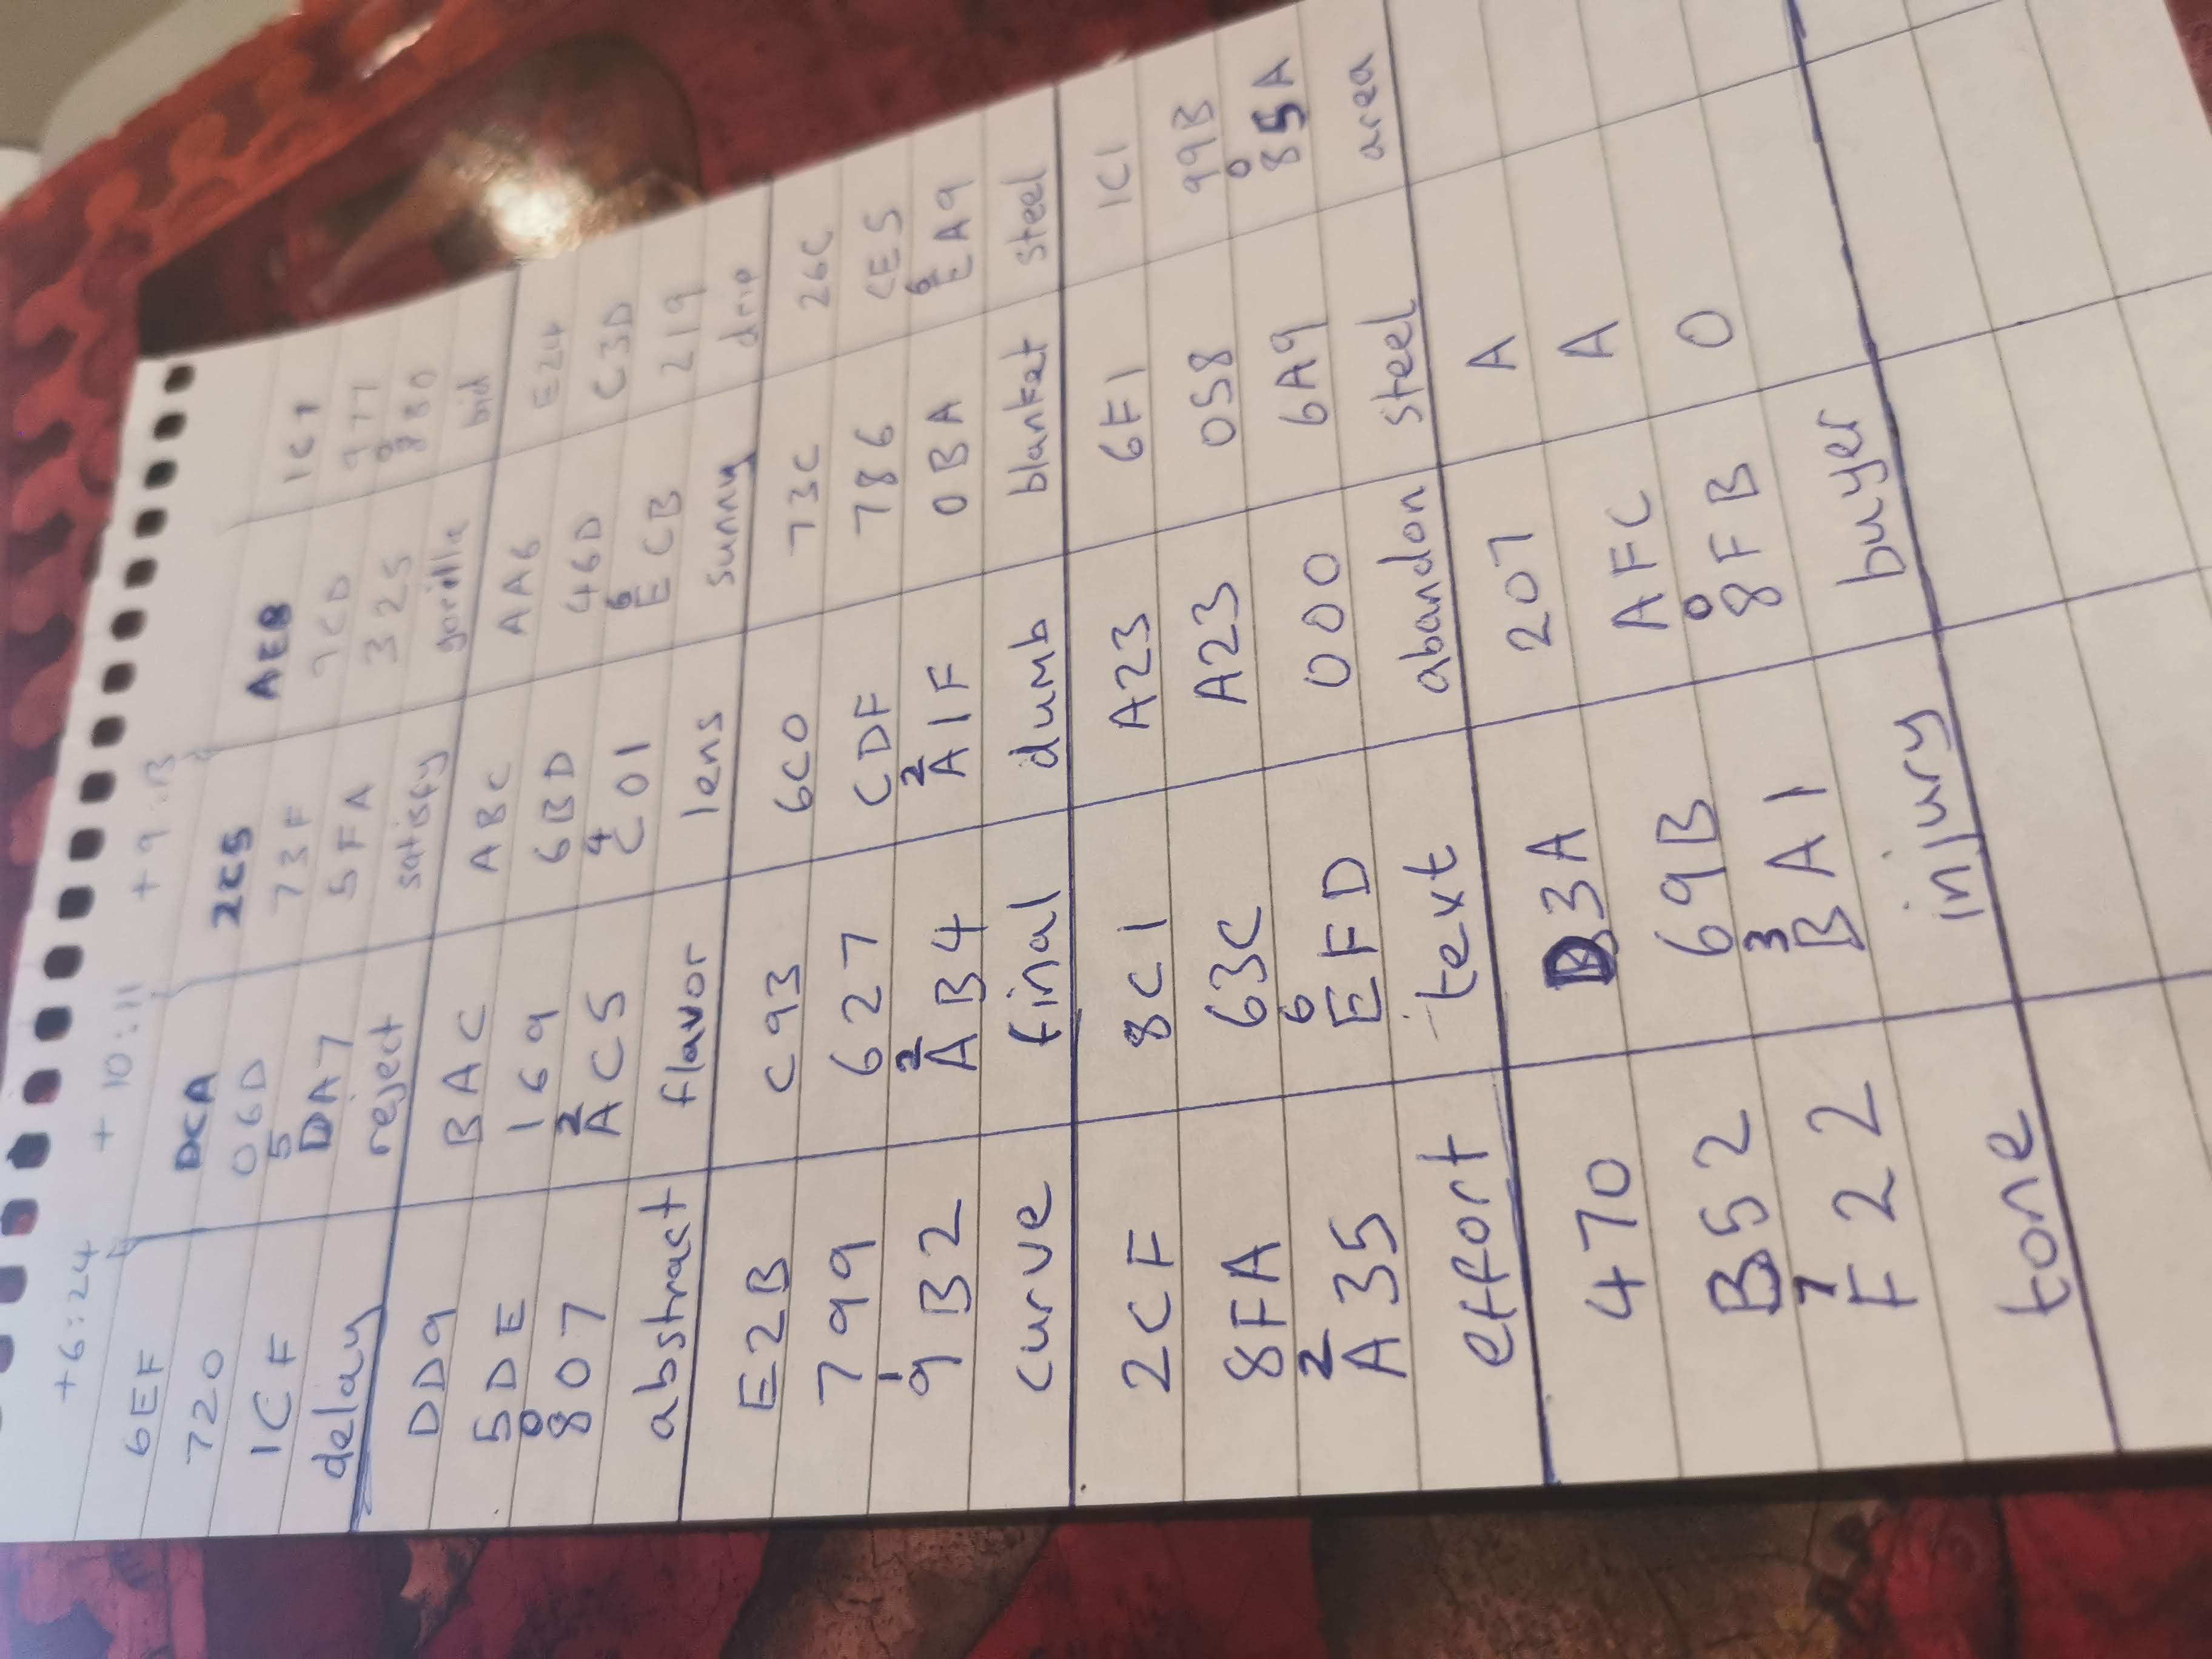 +6:24 +10:11 +9:13
6EF DCA 2C5 AE8 1C7
720 06D 73F 9CD 977
5 0
1CF DA7 5FA 325 8B0
delay reject satisfy gorilla bid
DD9 BAC ABC AA6 E24
5DE 169 6BD 46D C3D
0 2 4 6
807 AC5 C01 ECB 219
abstract flavor lens sunny drip
E2B C93 6C0 73C 26C
799 627 CDF 786 CE5
1 2 2 6
9B2 AB4 A1F 0BA EA9
curve final dumb blanket steel
2CF 8C1 A23 6F1 1C1
8FA 63C A23 058 99B
2 6 0
A35 EFD 000 6A9 85A
effort text abandon steel area
470 D3A 207 A
B52 69B AFC A
7 3 0
F22 BA1 8FB 0
tone injury buyer